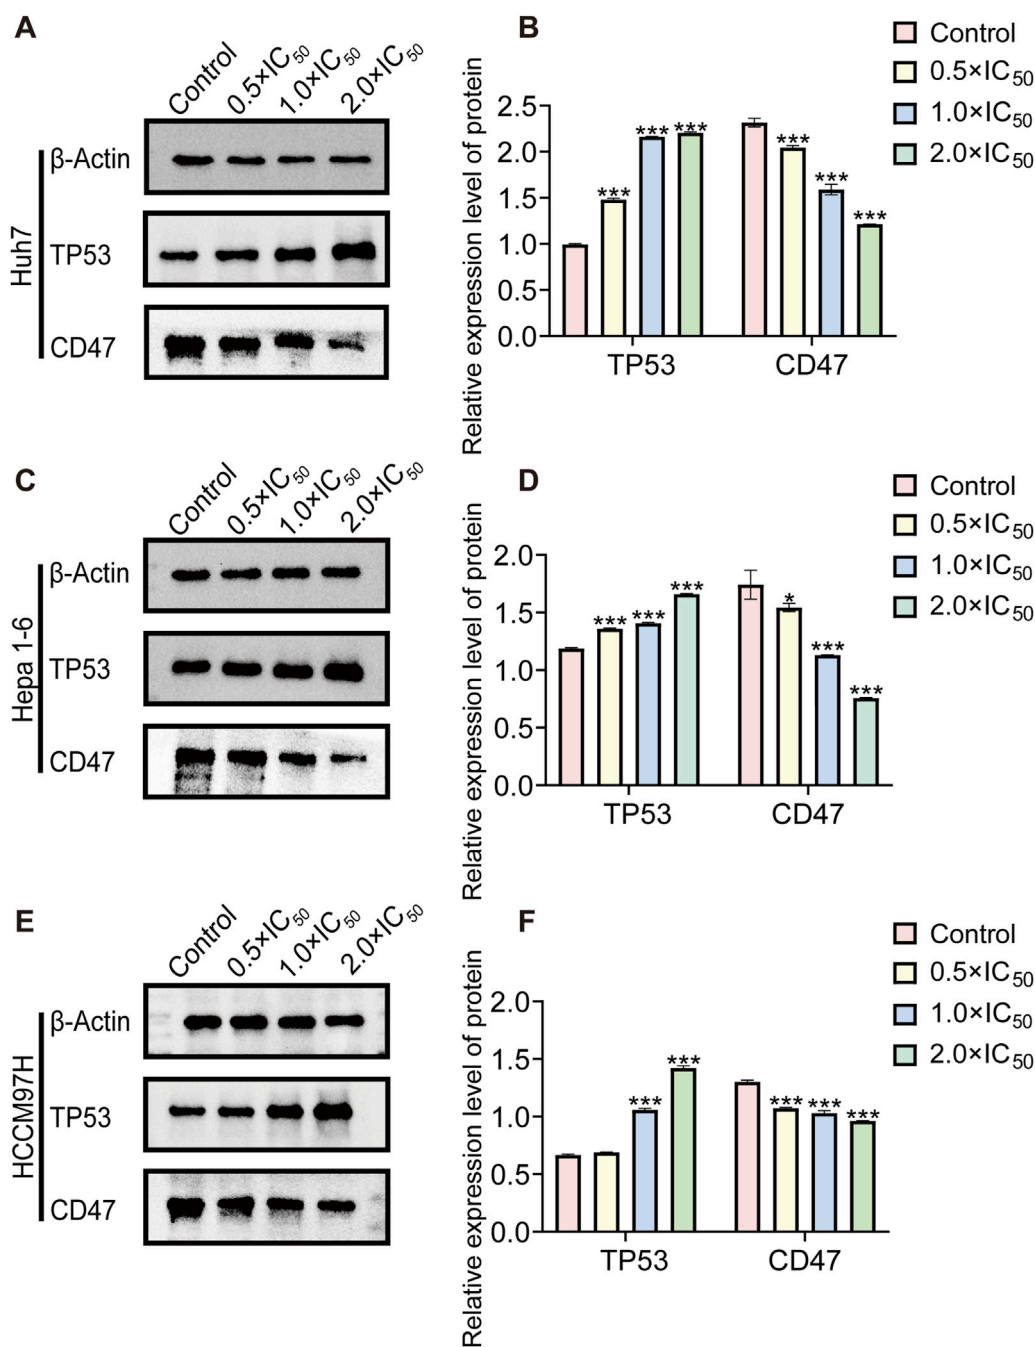 A
Control
0.5×IC50
1.0×IC50
2.0×IC50
Huh7
β-Actin
TP53
CD47
B
Relative expression level of protein
2.5
2.0
1.5
1.0
0.5
0.0
***
***
***
***
***
***
TP53
CD47
Control
0.5×IC50
1.0×IC50
2.0×IC50
C
Control
0.5×IC50
1.0×IC50
2.0×IC50
Hepa 1-6
β-Actin
TP53
CD47
D
Relative expression level of protein
2.0
1.5
1.0
0.5
0.0
***
***
***
*
***
***
TP53
CD47
Control
0.5×IC50
1.0×IC50
2.0×IC50
E
Control
0.5×IC50
1.0×IC50
2.0×IC50
HCCM97H
β-Actin
TP53
CD47
F
Relative expression level of protein
2.0
1.5
1.0
0.5
0.0
***
***
***
***
***
TP53
CD47
Control
0.5×IC50
1.0×IC50
2.0×IC50